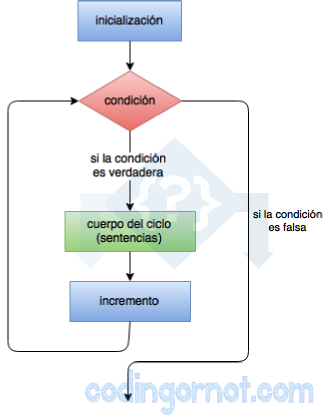 inicialización
condición
si la condición
es verdadera
si la condición
es falsa
cuerpo del ciclo
(sentencias)
incremento
codingornot.com